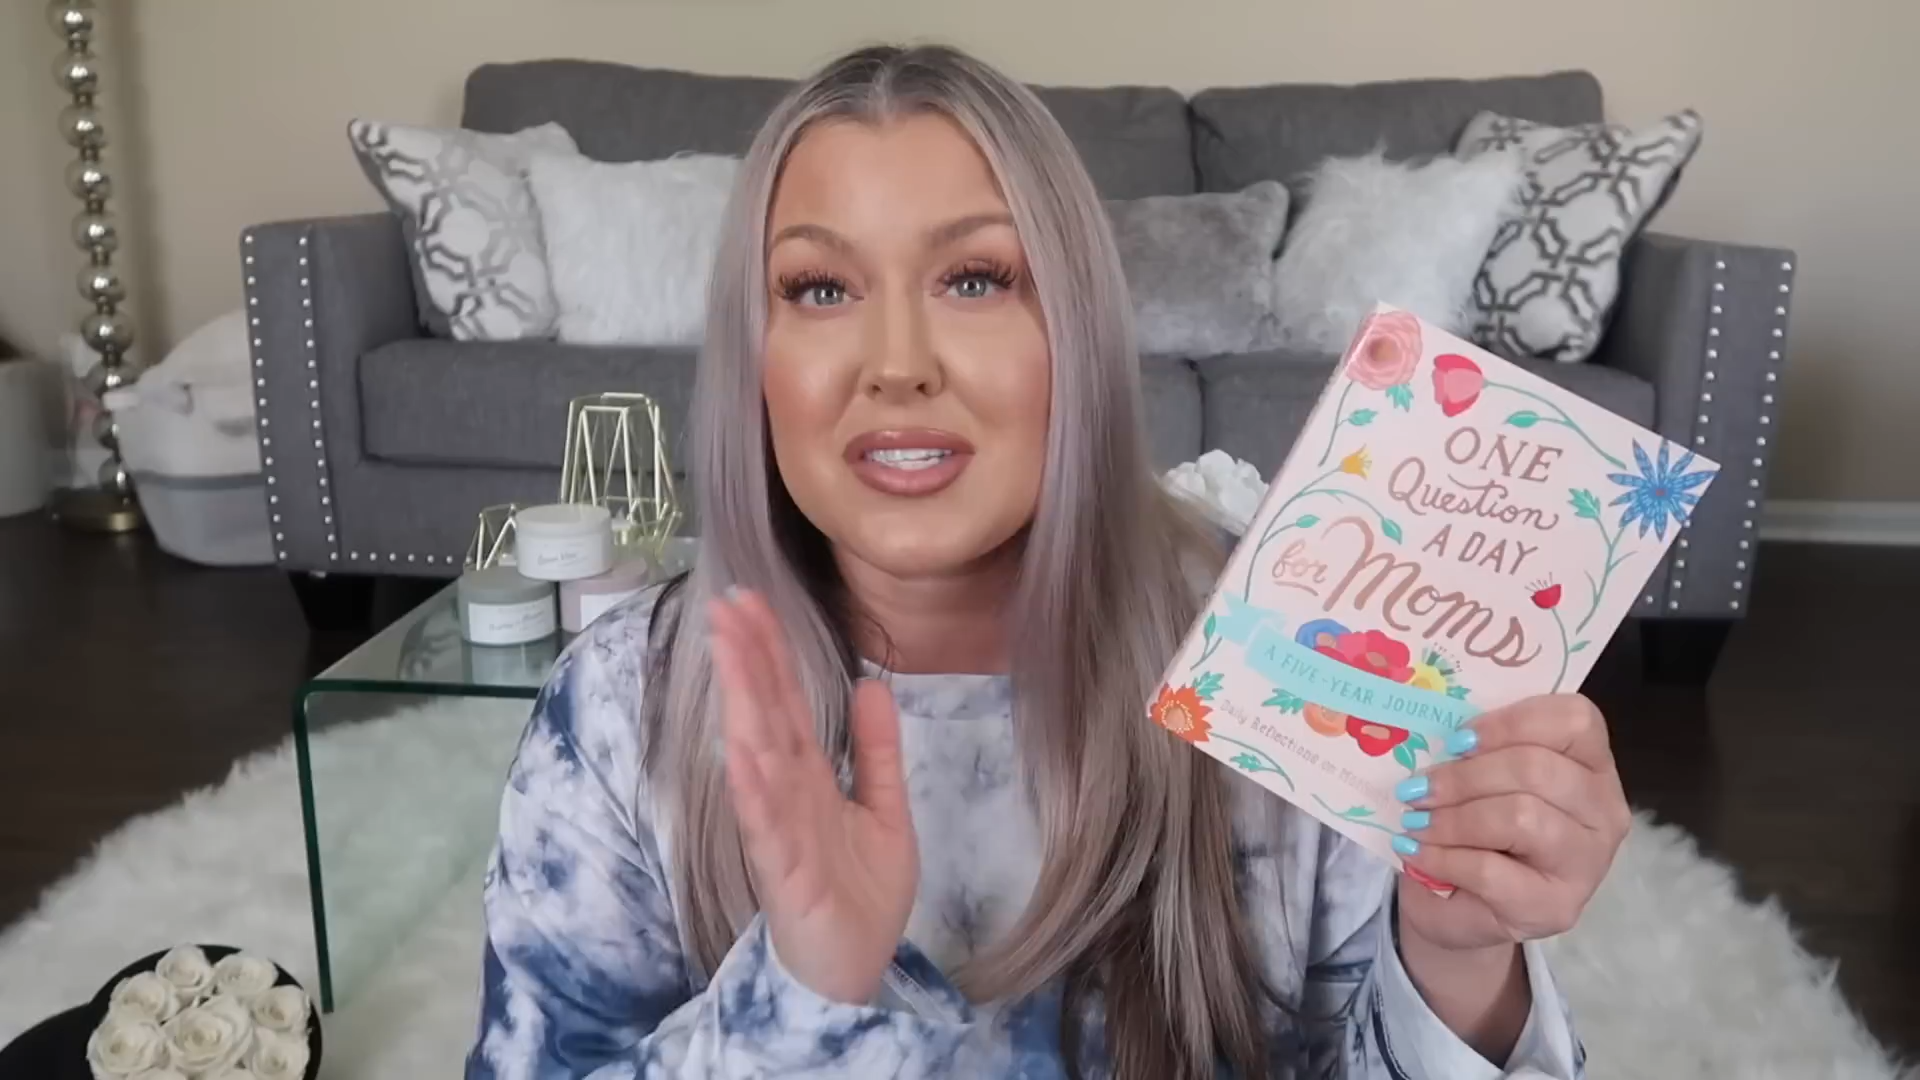 ONE
Question
A DAY
for Moms
A FIVE-YEAR JOURNAL
Daily Reflections on